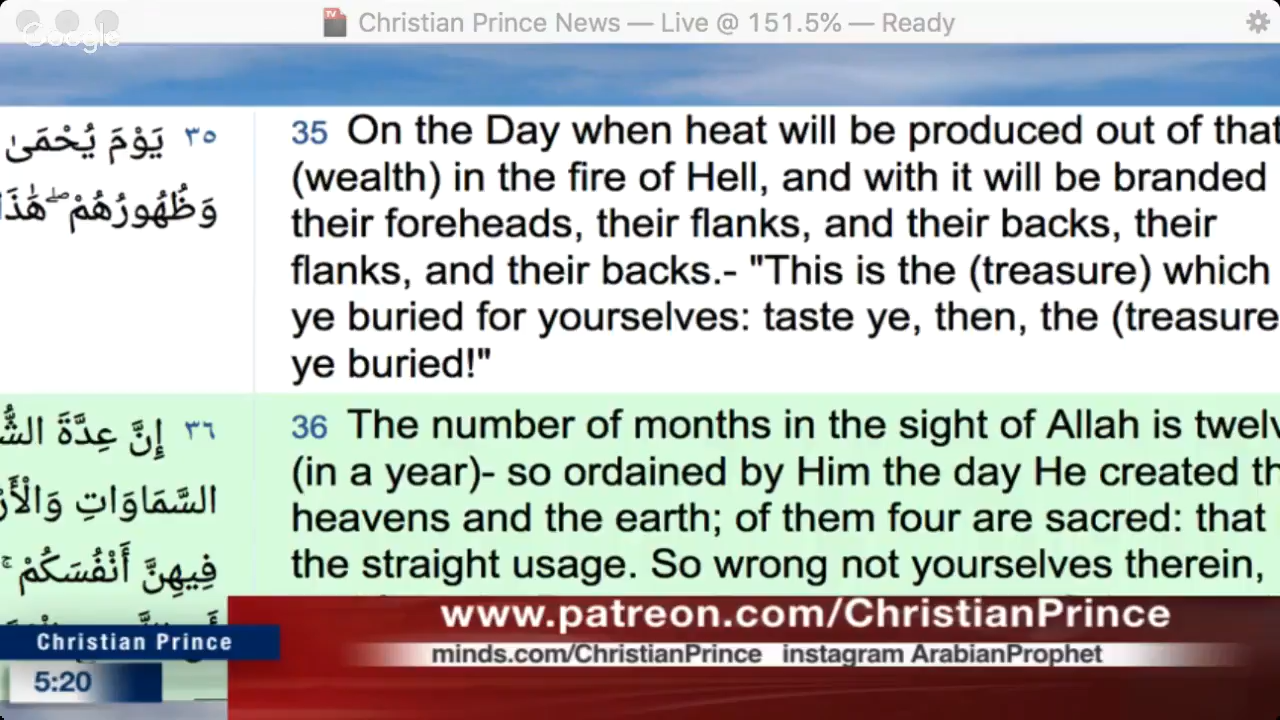 Christian Prince News — Live @ 151.5% — Ready
Google
٣٥ يَوْمَ يُحْمَىٰ
وَظُهُورُهُمْ ۖ هَٰذَا
35 On the Day when heat will be produced out of that
(wealth) in the fire of Hell, and with it will be branded
their foreheads, their flanks, and their backs, their
flanks, and their backs.- "This is the (treasure) which
ye buried for yourselves: taste ye, then, the (treasure
ye buried!"
٣٦ إِنَّ عِدَّةَ
السَّمَاوَاتِ
فِيهِنَّ أَنْفُسَكُمْ ۚ
36 The number of months in the sight of Allah is
(in a year)- so ordained by Him the day He created
heavens and the earth; of them four are sacred: that
the straight usage. So wrong not yourselves therein,
www.patreon.com/ChristianPrince
minds.com/ChristianPrince instagram ArabianProphet
Christian Prince
5:20